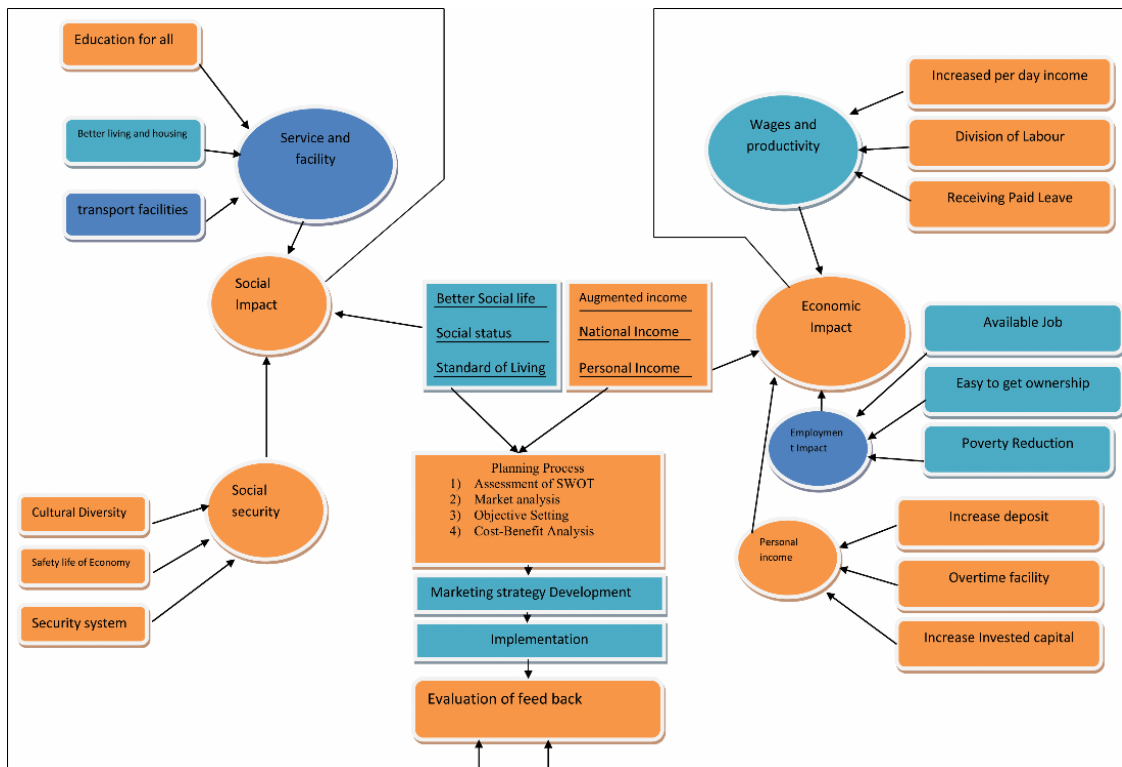 Education for all
Better living and housing
transport facilities
Service and
facility
Social
Impact
Cultural Diversity
Safety life of Economy
Security system
Social
security
Better Social life
Social status
Standard of Living
Augmented income
National Income
Personal Income
Planning Process
1) Assessment of SWOT
2) Market analysis
3) Objective Setting
4) Cost-Benefit Analysis
Marketing strategy Development
Implementation
Evaluation of feed back
Wages and
productivity
Increased per day income
Division of Labour
Receiving Paid Leave
Economic
Impact
Available Job
Easy to get ownership
Poverty Reduction
Employmen
t Impact
Personal
income
Increase deposit
Overtime facility
Increase Invested capital